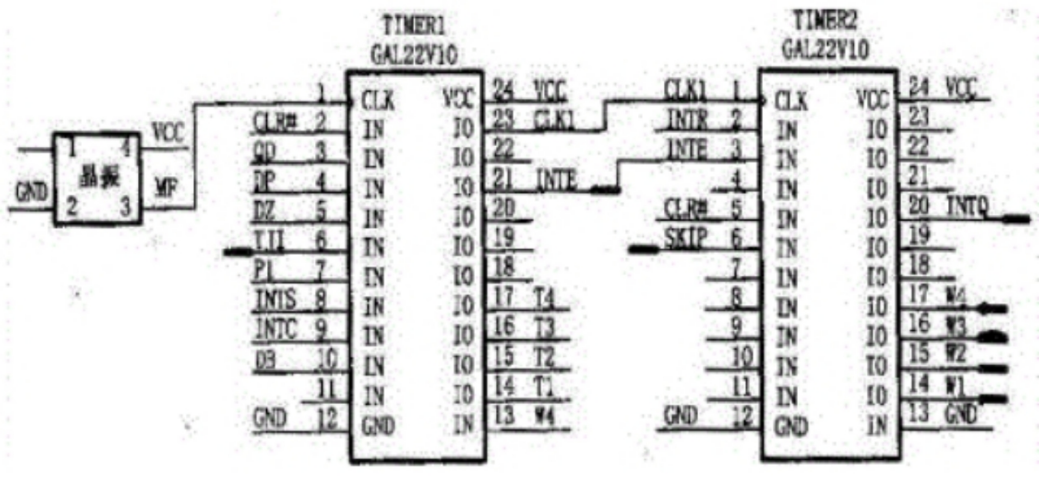 TIMER1
GAL22V10
TIMER2
GAL22V10
1 4 VCC
晶振
GND 2 3 MF
1 CLK VCC 24 VCC
CLR# 2 IN IO 23 CLK1
QD 3 IN IO 22
DP 4 IN IO 21 INTE
DZ 5 IN IO 20
6 IN IO 19
P1 7 IN IO 18
INTS 8 IN IO 17 T4
INTC 9 IN IO 16 T3
DB 10 IN IO 15 T2
11 IN IO 14 T1
GND 12 GND IN 13 W4
CLK1 1 CLK VCC 24 VCC
INTR 2 IN IO 23
INTE 3 IN IO 22
4 IN IO 21
CLR# 5 IN IO 20 INTQ
SKIP 6 IN IO 19
7 IN IO 18
8 IN IO 17 W4
9 IN IO 16 W3
10 IN IO 15 W2
11 IN IO 14 W1
GND 12 GND IN 13 GND